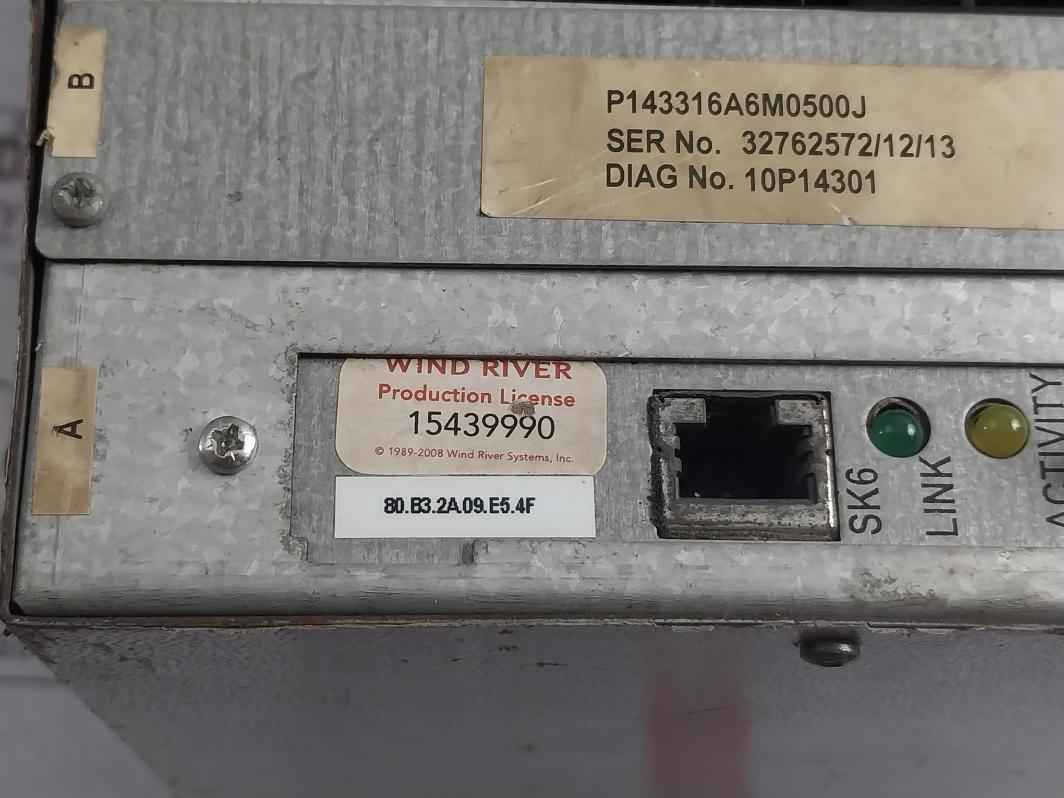 B
P143316A6M0500J
SER No. 32762572/12/13
DIAG No. 10P14301
A
WIND RIVER
Production License
15439990
© 1989-2008 Wind River Systems, Inc.
80.B3.2A.09.E5.4F
SK6
LINK
ACTIVITY